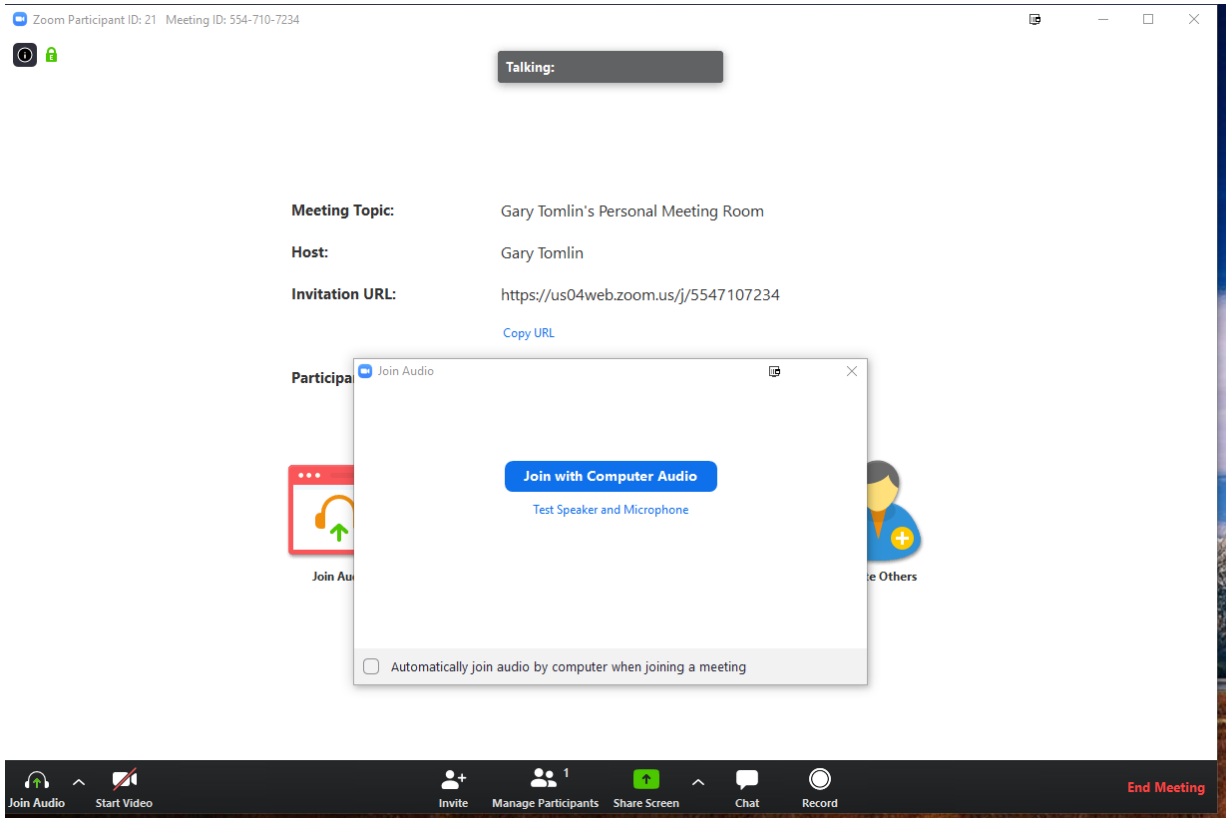 Zoom Participant ID: 21 Meeting ID: 554-710-7234
Talking:
Meeting Topic: Gary Tomlin's Personal Meeting Room
Host: Gary Tomlin
Invitation URL: https://us04web.zoom.us/j/5547107234
Copy URL
Participa
Join Audio
Join with Computer Audio
Test Speaker and Microphone
Join Au
e Others
Automatically join audio by computer when joining a meeting
1
Join Audio Start Video Invite Manage Participants Share Screen Chat Record End Meeting